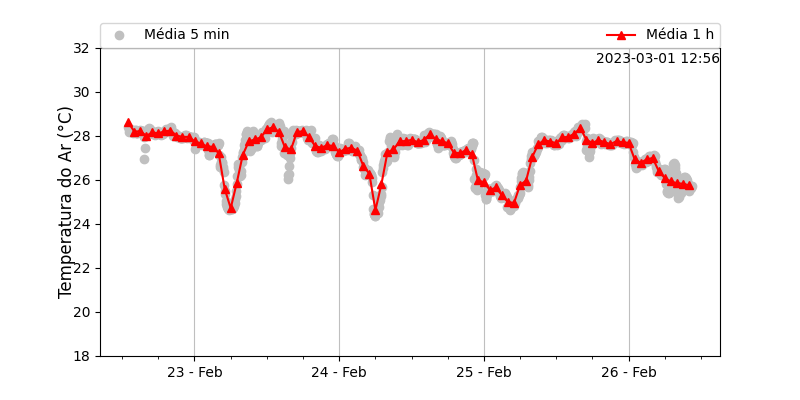 Média 5 min
Média 1 h
2023-03-01 12:56
Temperatura do Ar (°C)
32
30
28
26
24
22
20
18
23 - Feb
24 - Feb
25 - Feb
26 - Feb